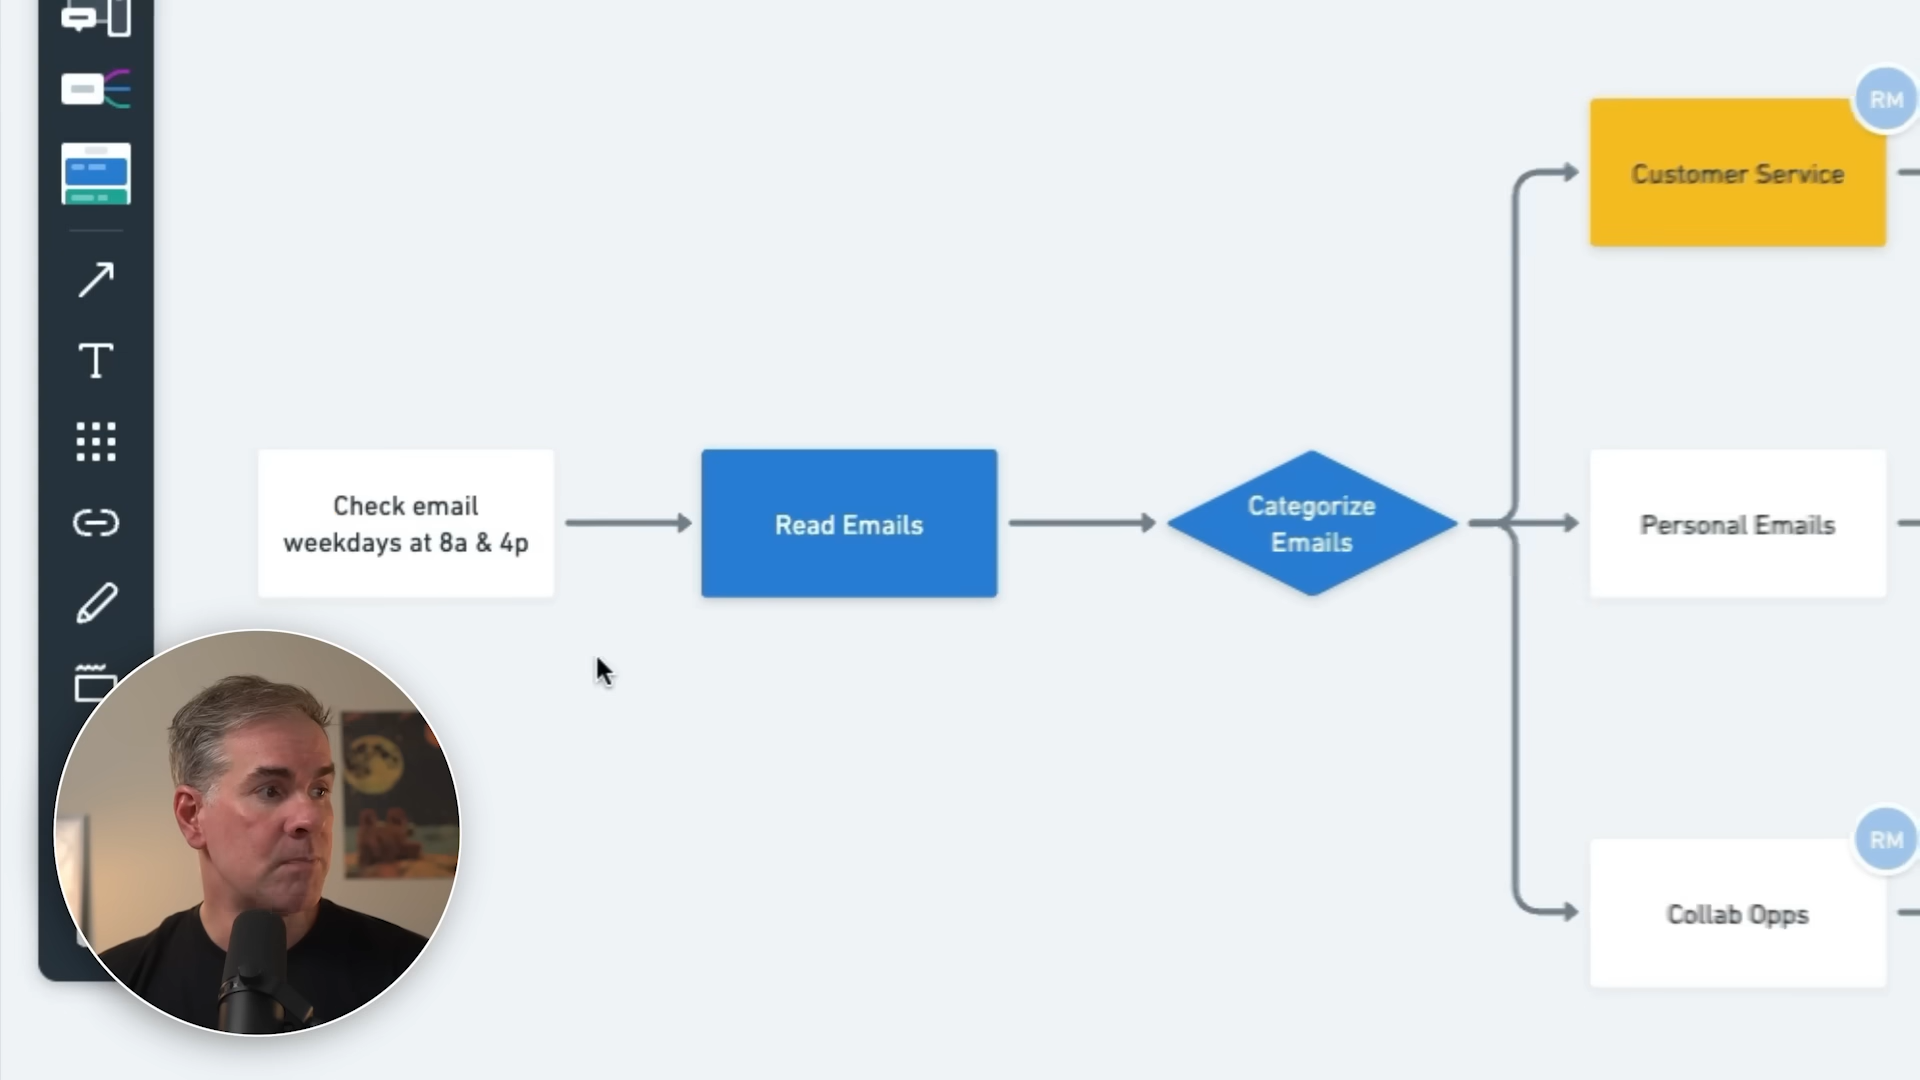 RM
Customer Service
Check email
weekdays at 8a & 4p
Read Emails
Categorize
Emails
Personal Emails
RM
Collab Opps